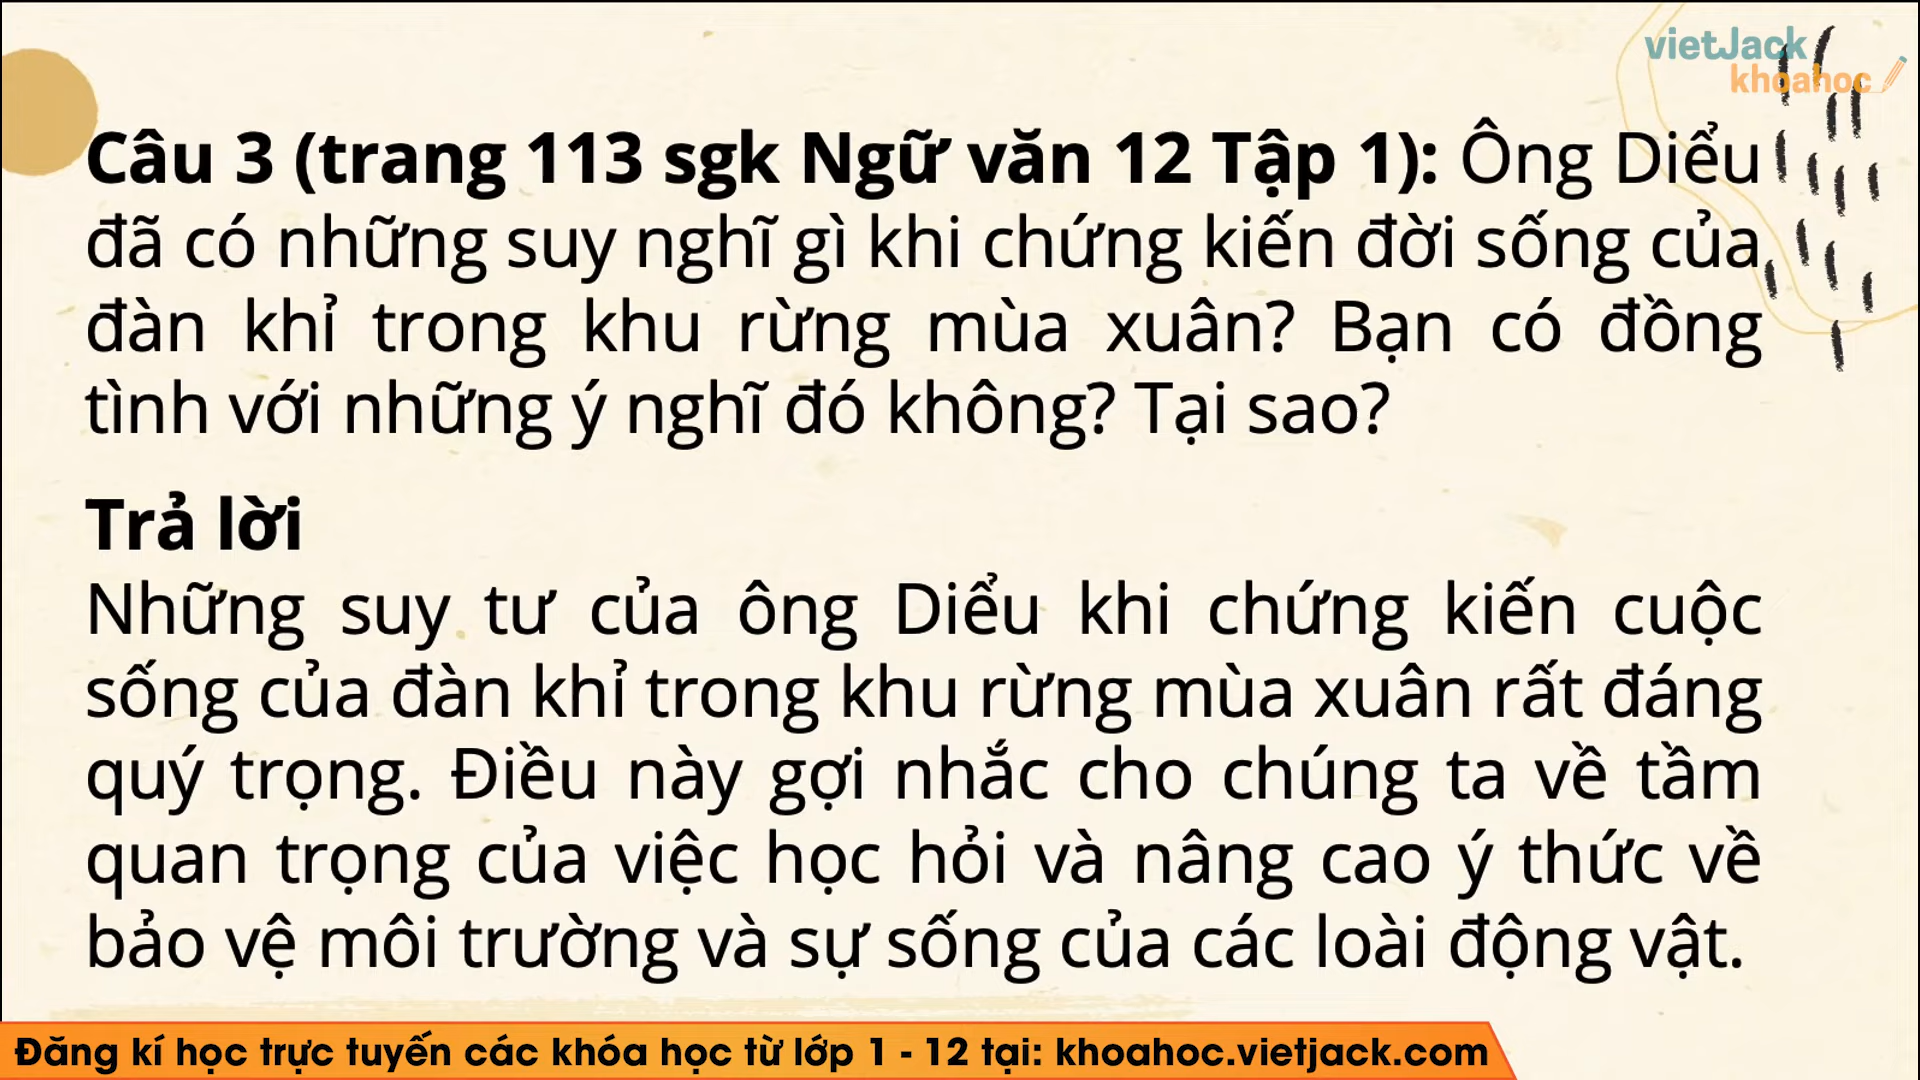 vietJack
khoahoc
Câu 3 (trang 113 sgk Ngữ văn 12 Tập 1): Ông Diểu
đã có những suy nghĩ gì khi chứng kiến đời sống của
đàn khỉ trong khu rừng mùa xuân? Bạn có đồng
tình với những ý nghĩ đó không? Tại sao?
Trả lời
Những suy tư của ông Diểu khi chứng kiến cuộc
sống của đàn khỉ trong khu rừng mùa xuân rất đáng
quý trọng. Điều này gợi nhắc cho chúng ta về tầm
quan trọng của việc học hỏi và nâng cao ý thức về
bảo vệ môi trường và sự sống của các loài động vật.
Đăng kí học trực tuyến các khóa học từ lớp 1 - 12 tại: khoahoc.vietjack.com